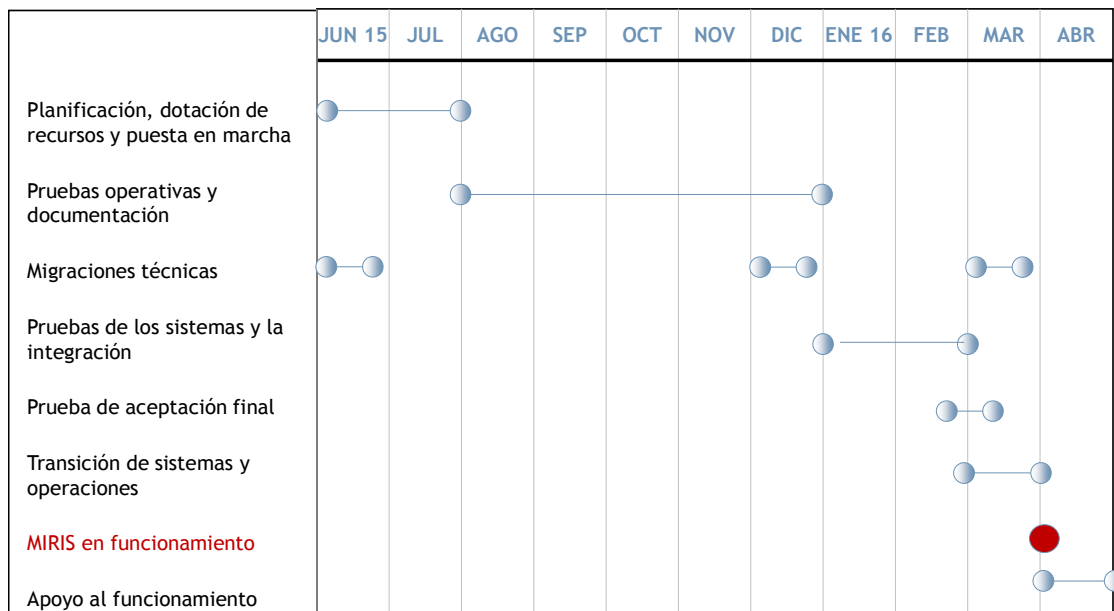 JUN 15 JUL AGO SEP OCT NOV DIC ENE 16 FEB MAR ABR
Planificación, dotación de
recursos y puesta en marcha
Pruebas operativas y
documentación
Migraciones técnicas
Pruebas de los sistemas y la
integración
Prueba de aceptación final
Transición de sistemas y
operaciones
MIRIS en funcionamiento
Apoyo al funcionamiento